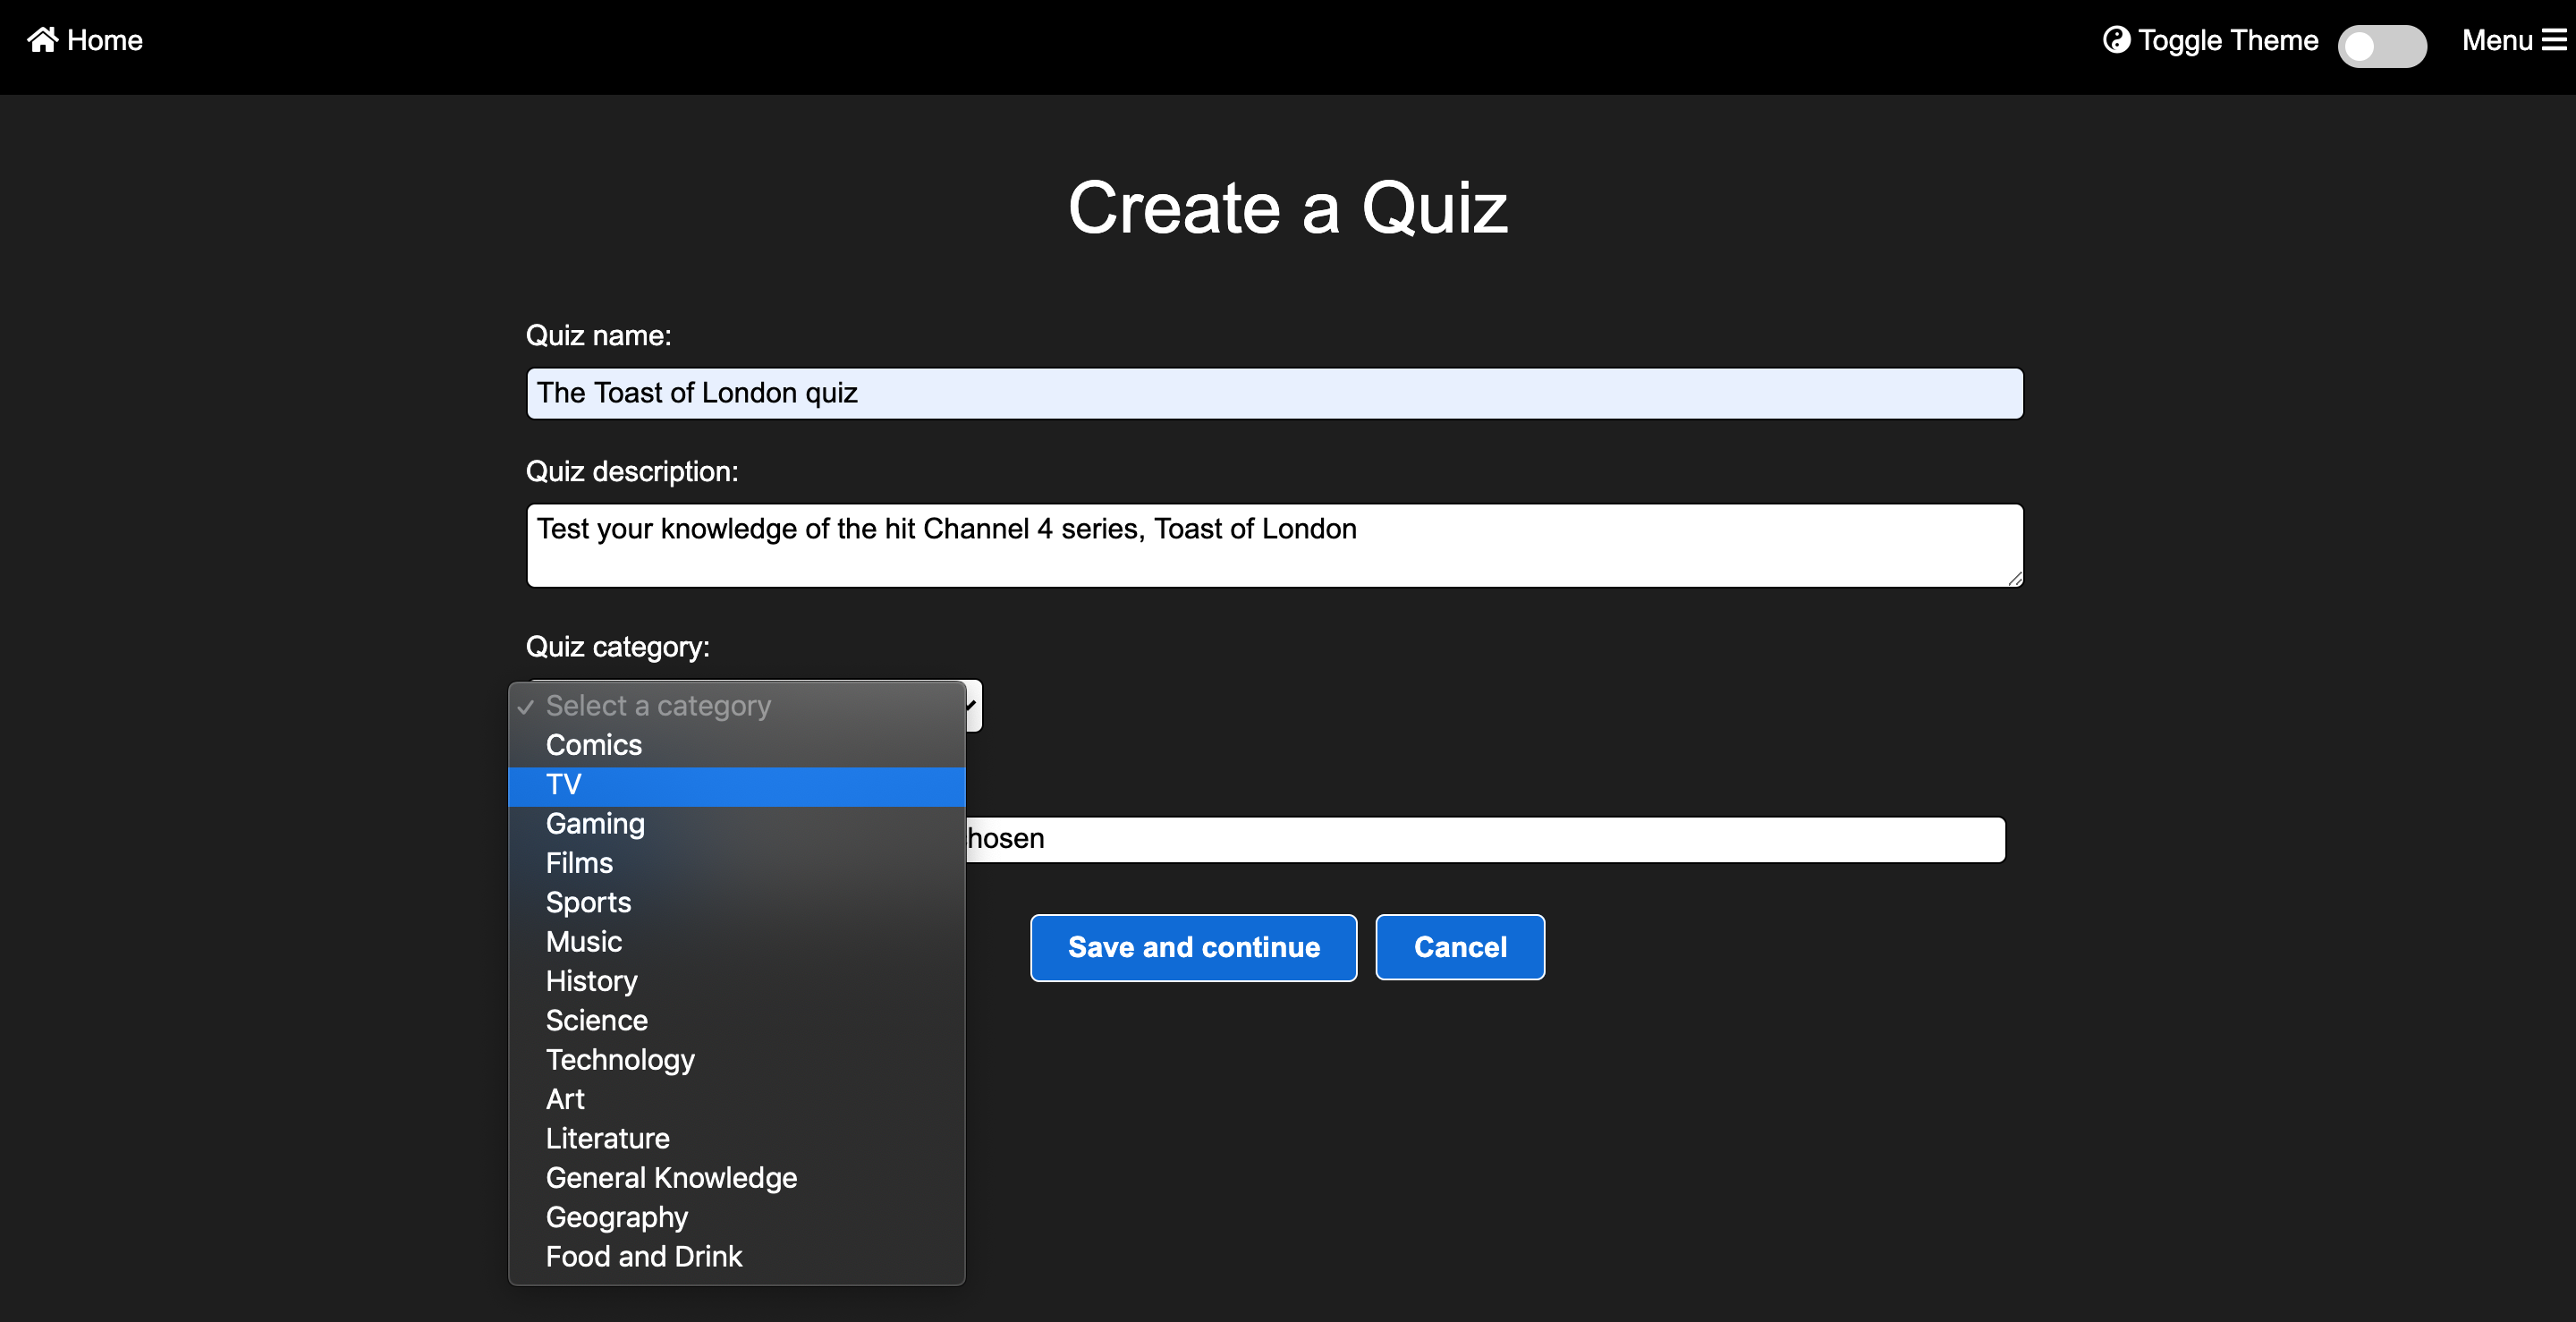 Home
Toggle Theme
Menu
Create a Quiz
Quiz name:
The Toast of London quiz
Quiz description:
Test your knowledge of the hit Channel 4 series, Toast of London
Quiz category:
Select a category
Comics
TV
Gaming
Films
Sports
Music
History
Science
Technology
Art
Literature
General Knowledge
Geography
Food and Drink
hosen
Save and continue
Cancel